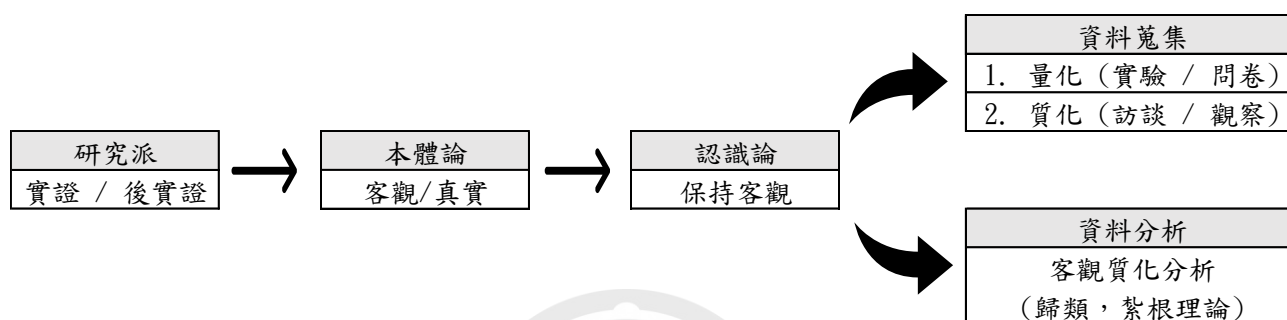 研究派
實證 / 後實證
本體論
客觀/真實
認識論
保持客觀
資料蒐集
1. 量化 (實驗 / 問卷)
2. 質化 (訪談 / 觀察)
資料分析
客觀質化分析
(歸類，紮根理論)